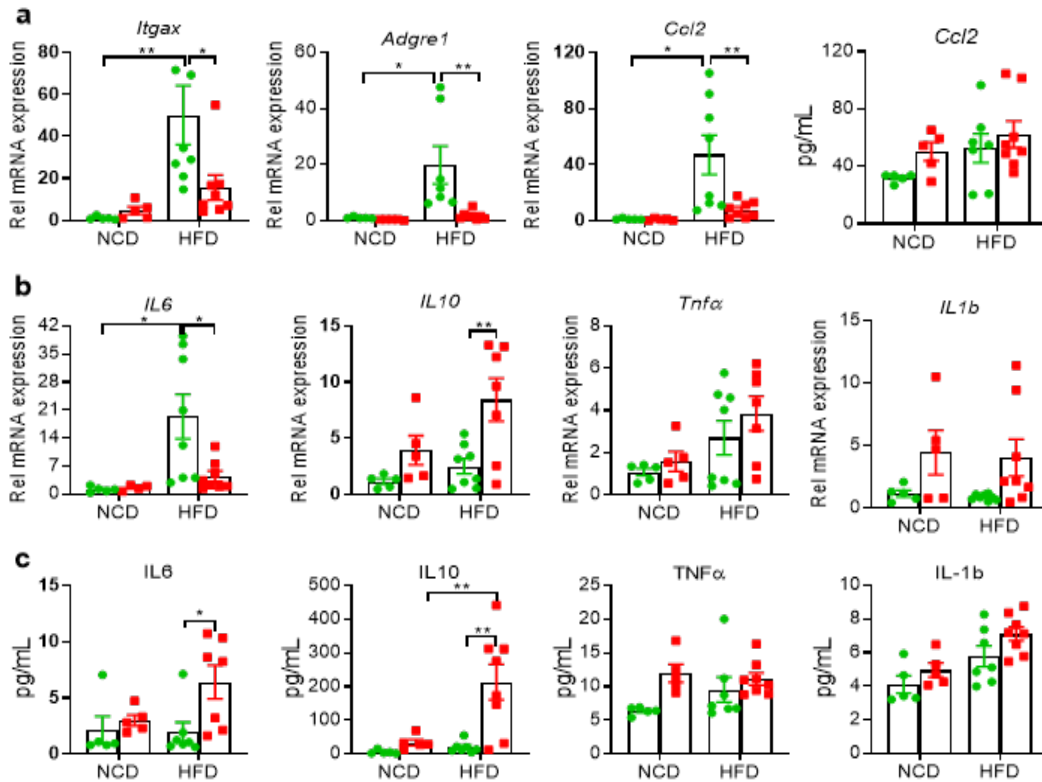 a
Itgax
Adgre1
Ccl2
Ccl2
Rel mRNA expression
80
60
40
20
0
** *
NCD HFD
Rel mRNA expression
60
40
20
0
* **
NCD HFD
Rel mRNA expression
120
80
40
0
* **
NCD HFD
pg/mL
120
80
40
0
NCD HFD
b
IL6
IL10
Tnfα
IL1b
Rel mRNA expression
42
35
28
21
14
7
0
* *
NCD HFD
Rel mRNA expression
15
10
5
0
**
NCD HFD
Rel mRNA expression
8
6
4
2
0
NCD HFD
Rel mRNA expression
15
10
5
0
NCD HFD
c
IL6
IL10
TNFα
IL-1b
pg/mL
15
10
5
0
*
NCD HFD
pg/mL
500
400
300
200
100
0
**
**
NCD HFD
pg/mL
25
20
15
10
5
0
NCD HFD
pg/mL
10
8
6
4
2
0
NCD HFD